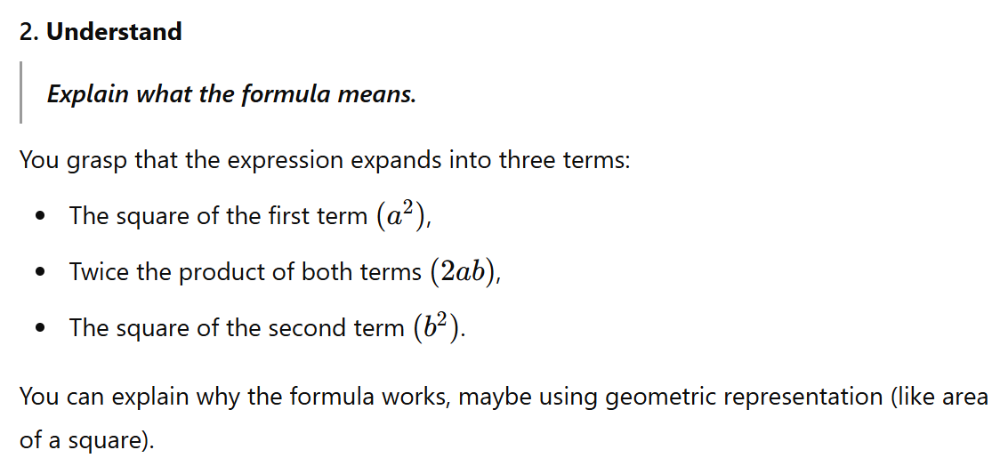 2. Understand
Explain what the formula means.
You grasp that the expression expands into three terms:
• The square of the first term (a²),
• Twice the product of both terms (2ab),
• The square of the second term (b²).
You can explain why the formula works, maybe using geometric representation (like area
of a square).